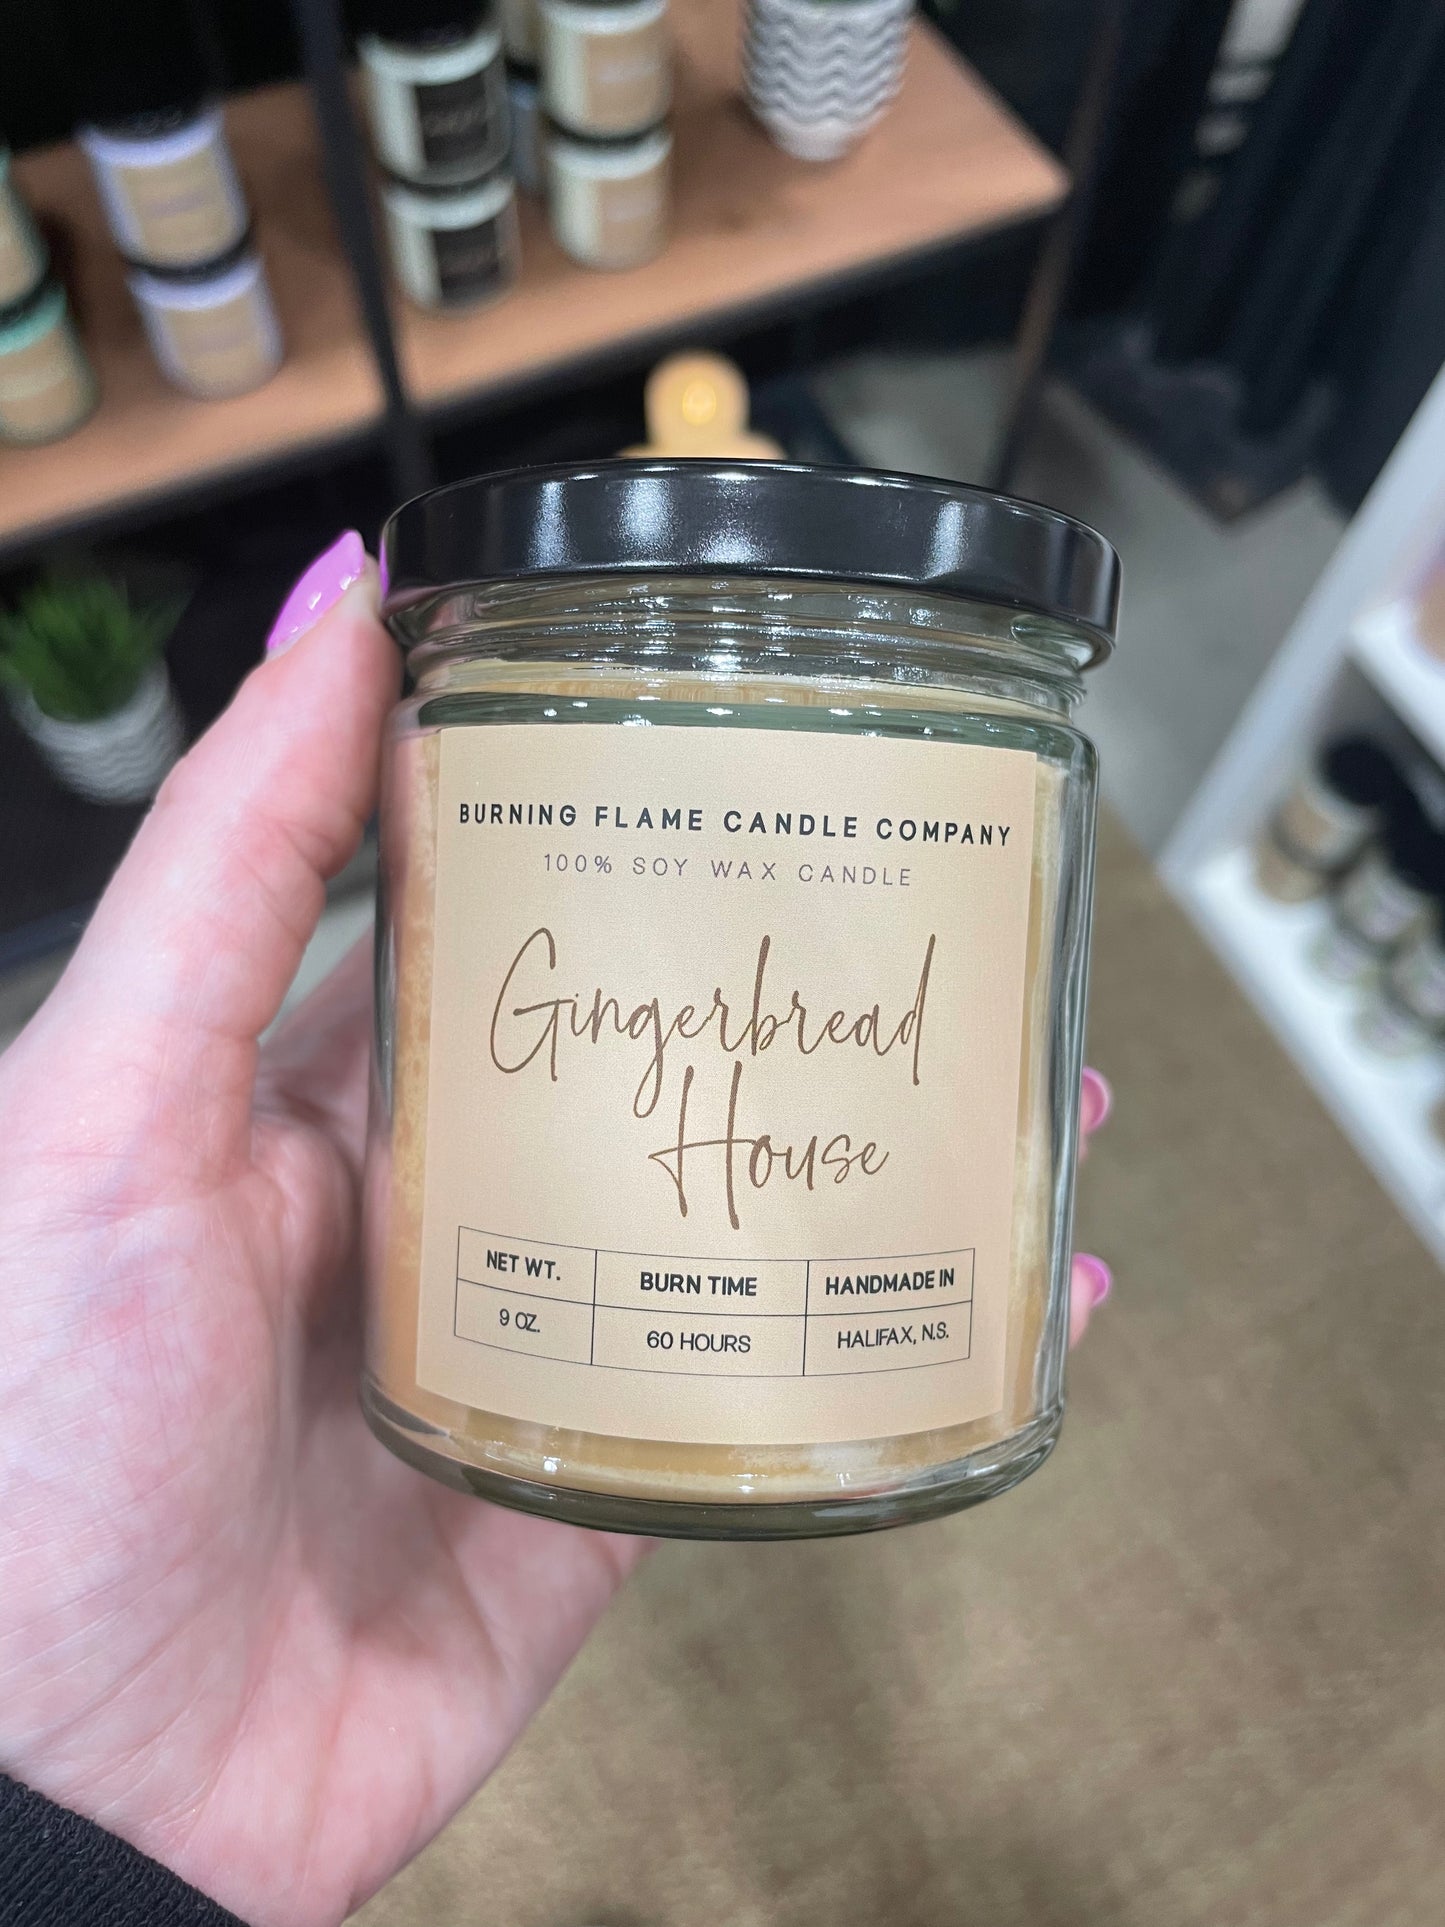 BURNING FLAME CANDLE COMPANY
100% SOY WAX CANDLE
Gingerbread
House
NET WT. BURN TIME HANDMADE IN
9 OZ. 60 HOURS HALIFAX, N.S.